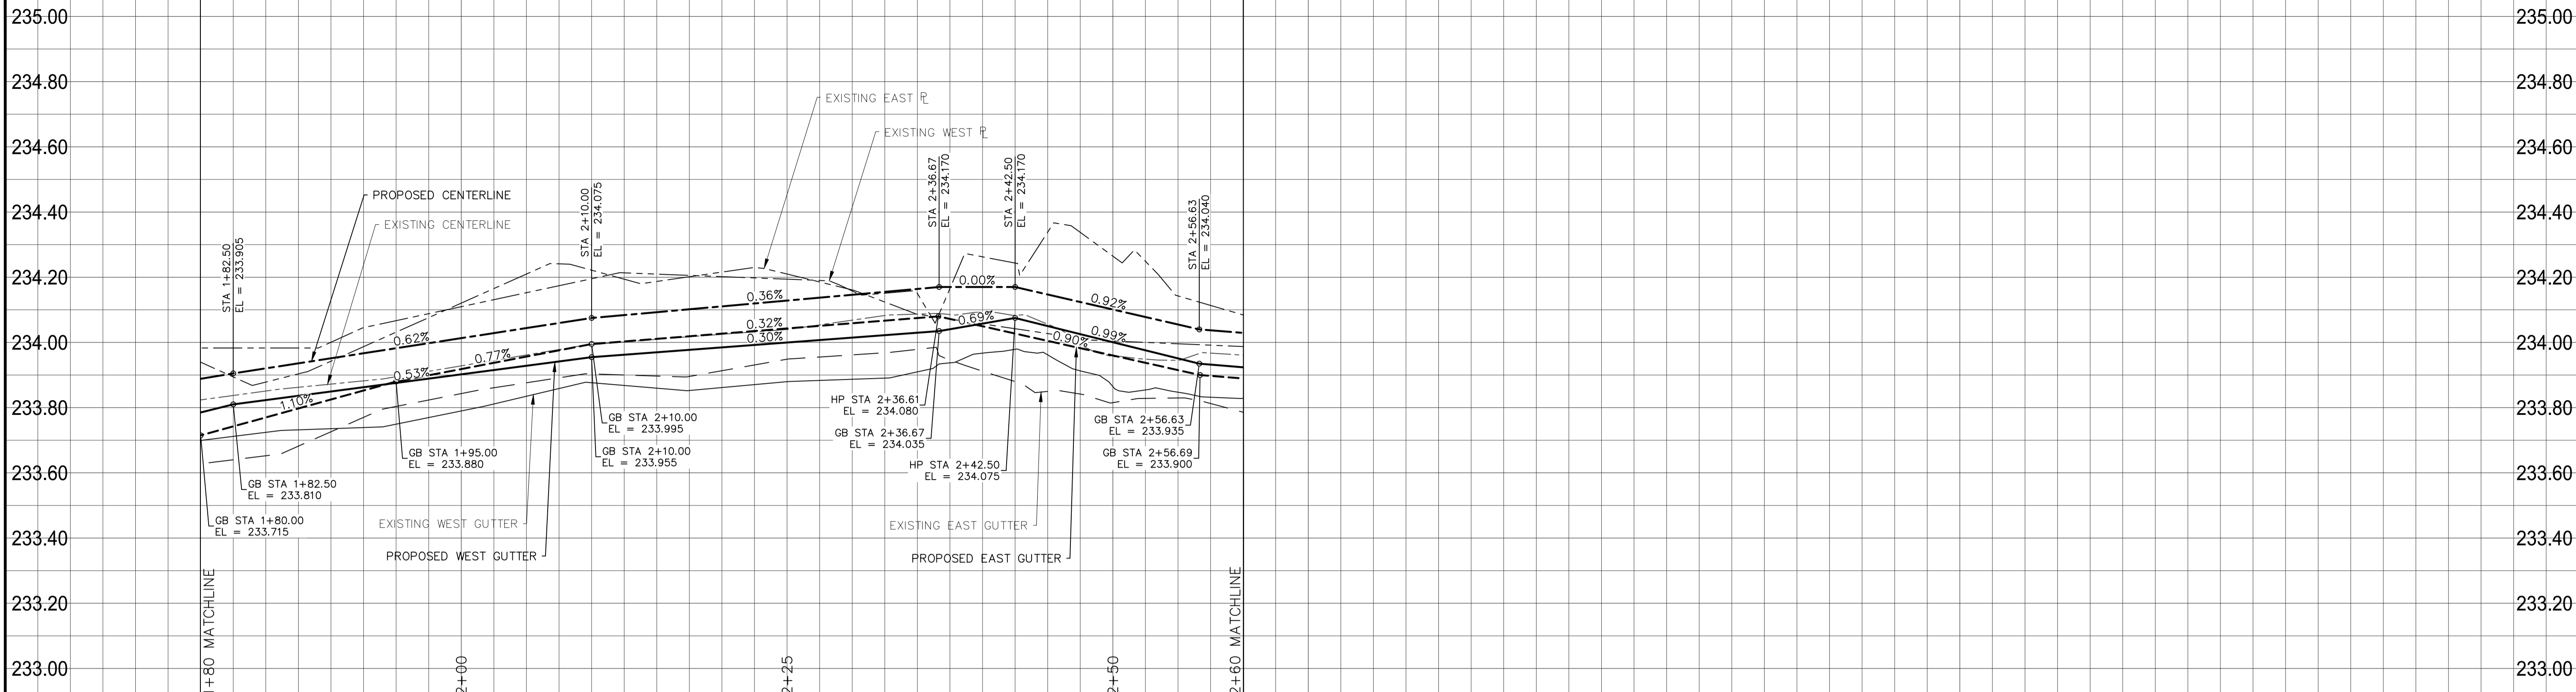 235.00
235.00
234.80
234.80
EXISTING EAST PL
EXISTING WEST PL
234.60
234.60
PROPOSED CENTERLINE
EXISTING CENTERLINE
234.40
234.40
STA 1+82.50
EL = 233.905
STA 2+10.00
EL = 234.075
STA 2+36.67
EL = 234.170
STA 2+42.50
EL = 234.170
STA 2+56.63
EL = 234.040
234.20
234.20
0.62%
0.36%
0.00%
0.92%
234.00
234.00
0.77%
0.32%
0.30%
0.69%
0.99%
0.90%
0.53%
1.10%
233.80
233.80
GB STA 2+10.00
EL = 233.995
GB STA 2+10.00
EL = 233.955
GB STA 1+95.00
EL = 233.880
HP STA 2+36.61
EL = 234.080
GB STA 2+36.67
EL = 234.035
HP STA 2+42.50
EL = 234.075
GB STA 2+56.63
EL = 233.935
GB STA 2+56.69
EL = 233.900
233.60
233.60
GB STA 1+82.50
EL = 233.810
GB STA 1+80.00
EL = 233.715
EXISTING WEST GUTTER
PROPOSED WEST GUTTER
EXISTING EAST GUTTER
PROPOSED EAST GUTTER
233.40
233.40
233.20
233.20
233.00
233.00
1+80 MATCHLINE
2+00
2+25
2+50
2+60 MATCHLINE